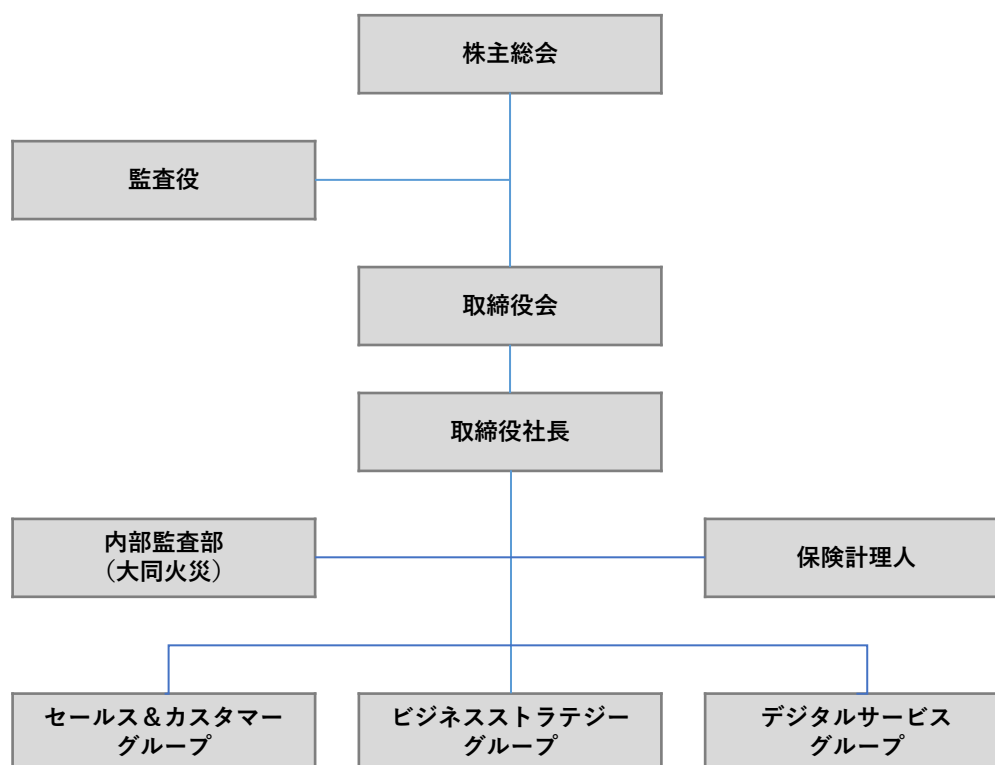 株主総会
監査役
取締役会
取締役社長
内部監査部
（大同火災）
保険計理人
セールス＆カスタマー
グループ
ビジネスストラテジー
グループ
デジタルサービス
グループ